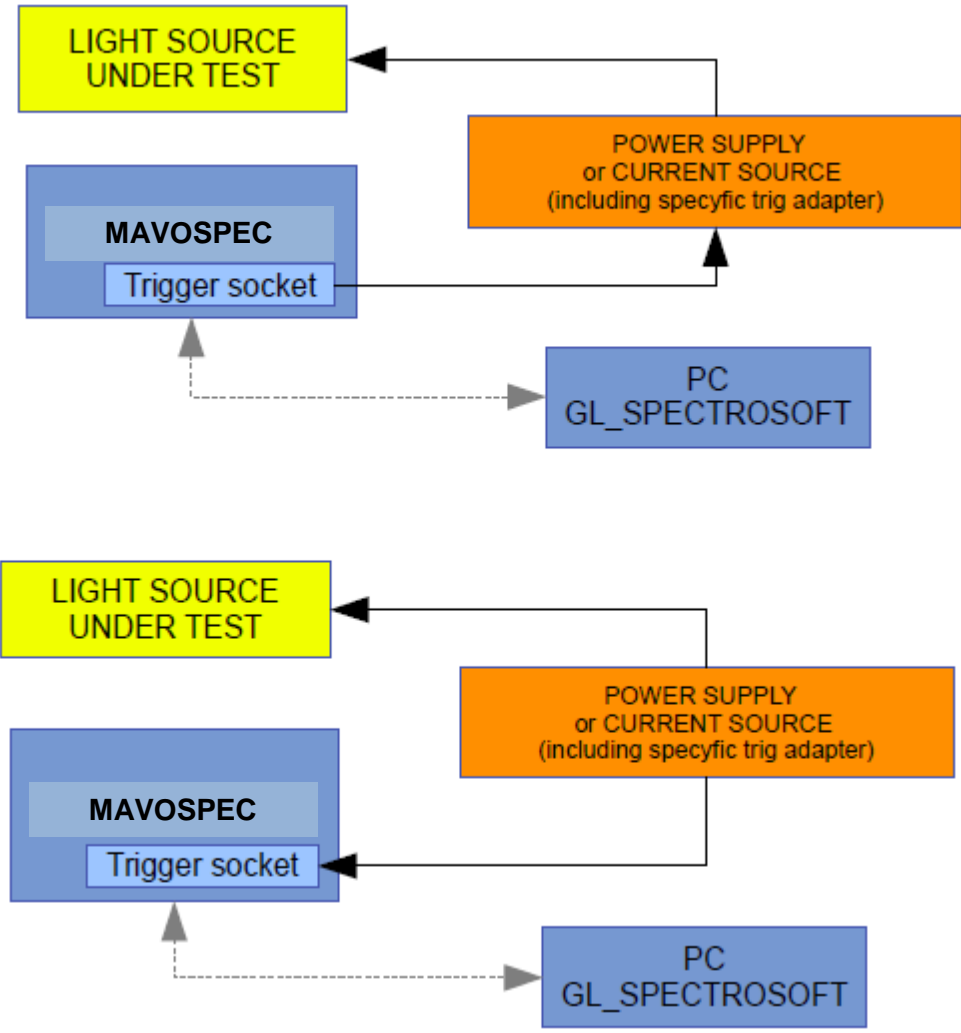 LIGHT SOURCE
UNDER TEST
POWER SUPPLY
or CURRENT SOURCE
(including specyfic trig adapter)
MAVOSPEC
Trigger socket
PC
GL_SPECTROSOFT
LIGHT SOURCE
UNDER TEST
POWER SUPPLY
or CURRENT SOURCE
(including specyfic trig adapter)
MAVOSPEC
Trigger socket
PC
GL_SPECTROSOFT